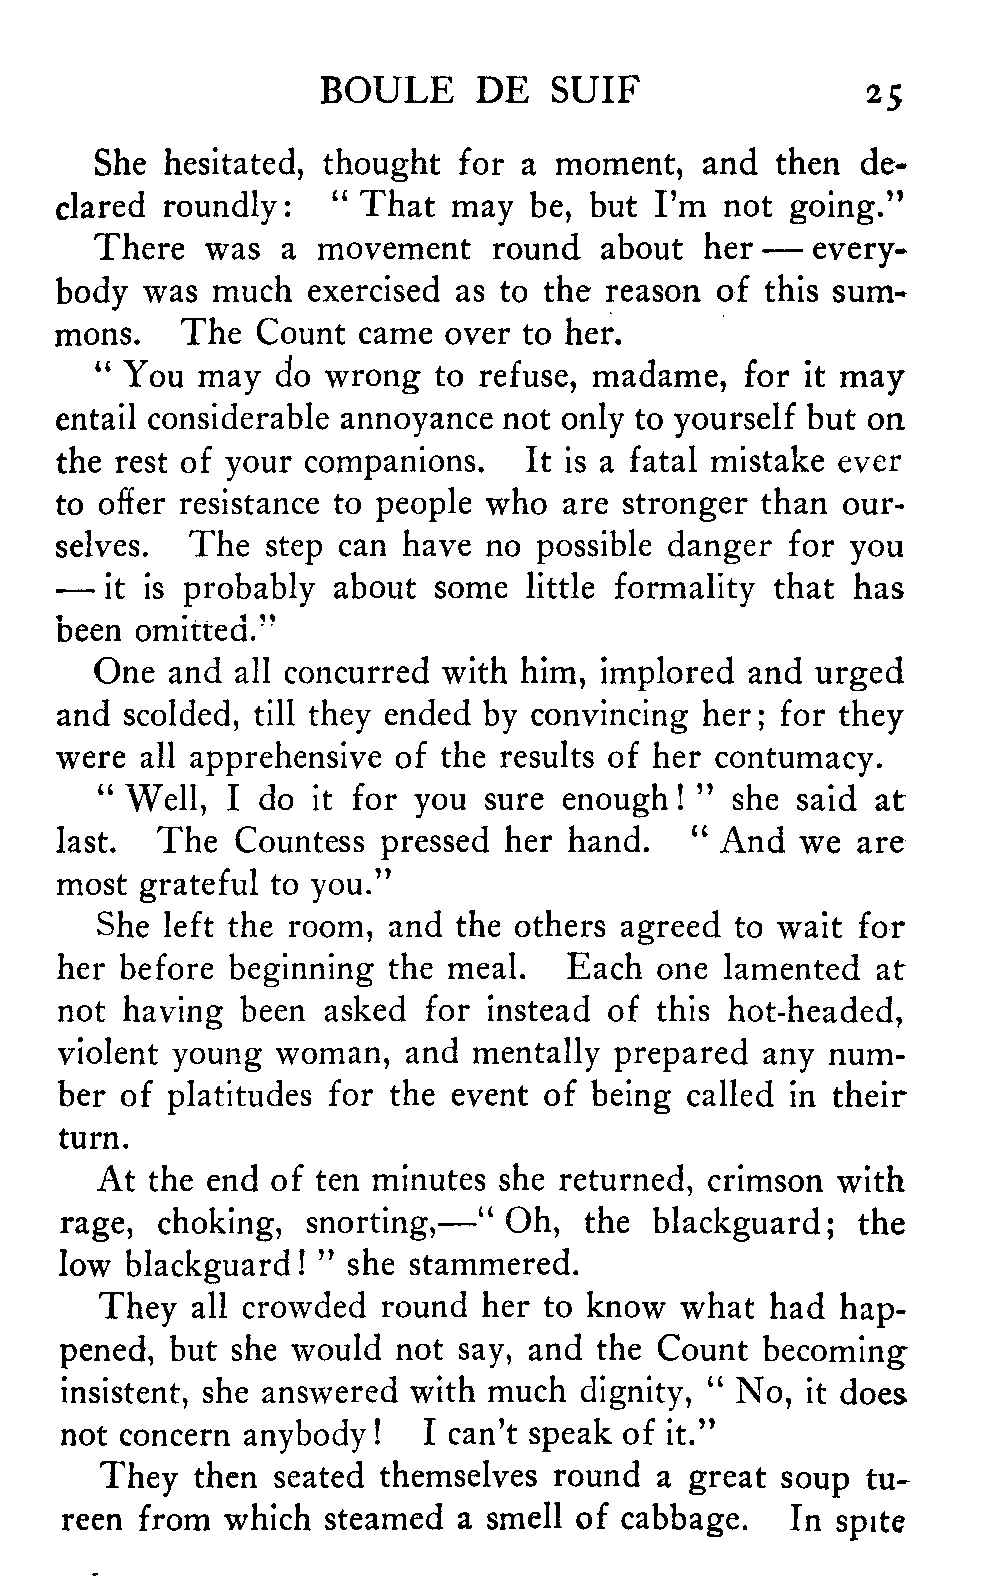 BOULE DE SUIF 25
She hesitated, thought for a moment, and then de-
clared roundly: “ That may be, but I'm not going.”
There was a movement round about her — every-
body was much exercised as to the reason of this sum-
mons. The Count came over to her.
“ You may do wrong to refuse, madame, for it may
entail considerable annoyance not only to yourself but on
the rest of your companions. It is a fatal mistake ever
to offer resistance to people who are stronger than our-
selves. The step can have no possible danger for you
— it is probably about some little formality that has
been omitted.”
One and all concurred with him, implored and urged
and scolded, till they ended by convincing her; for they
were all apprehensive of the results of her contumacy.
“ Well, I do it for you sure enough! ” she said at
last. The Countess pressed her hand. “ And we are
most grateful to you.”
She left the room, and the others agreed to wait for
her before beginning the meal. Each one lamented at
not having been asked for instead of this hot-headed,
violent young woman, and mentally prepared any num-
ber of platitudes for the event of being called in their
turn.
At the end of ten minutes she returned, crimson with
rage, choking, snorting,—“ Oh, the blackguard; the
low blackguard! ” she stammered.
They all crowded round her to know what had hap-
pened, but she would not say, and the Count becoming
insistent, she answered with much dignity, “ No, it does
not concern anybody! I can't speak of it.”
They then seated themselves round a great soup tu-
reen from which steamed a smell of cabbage. In spite